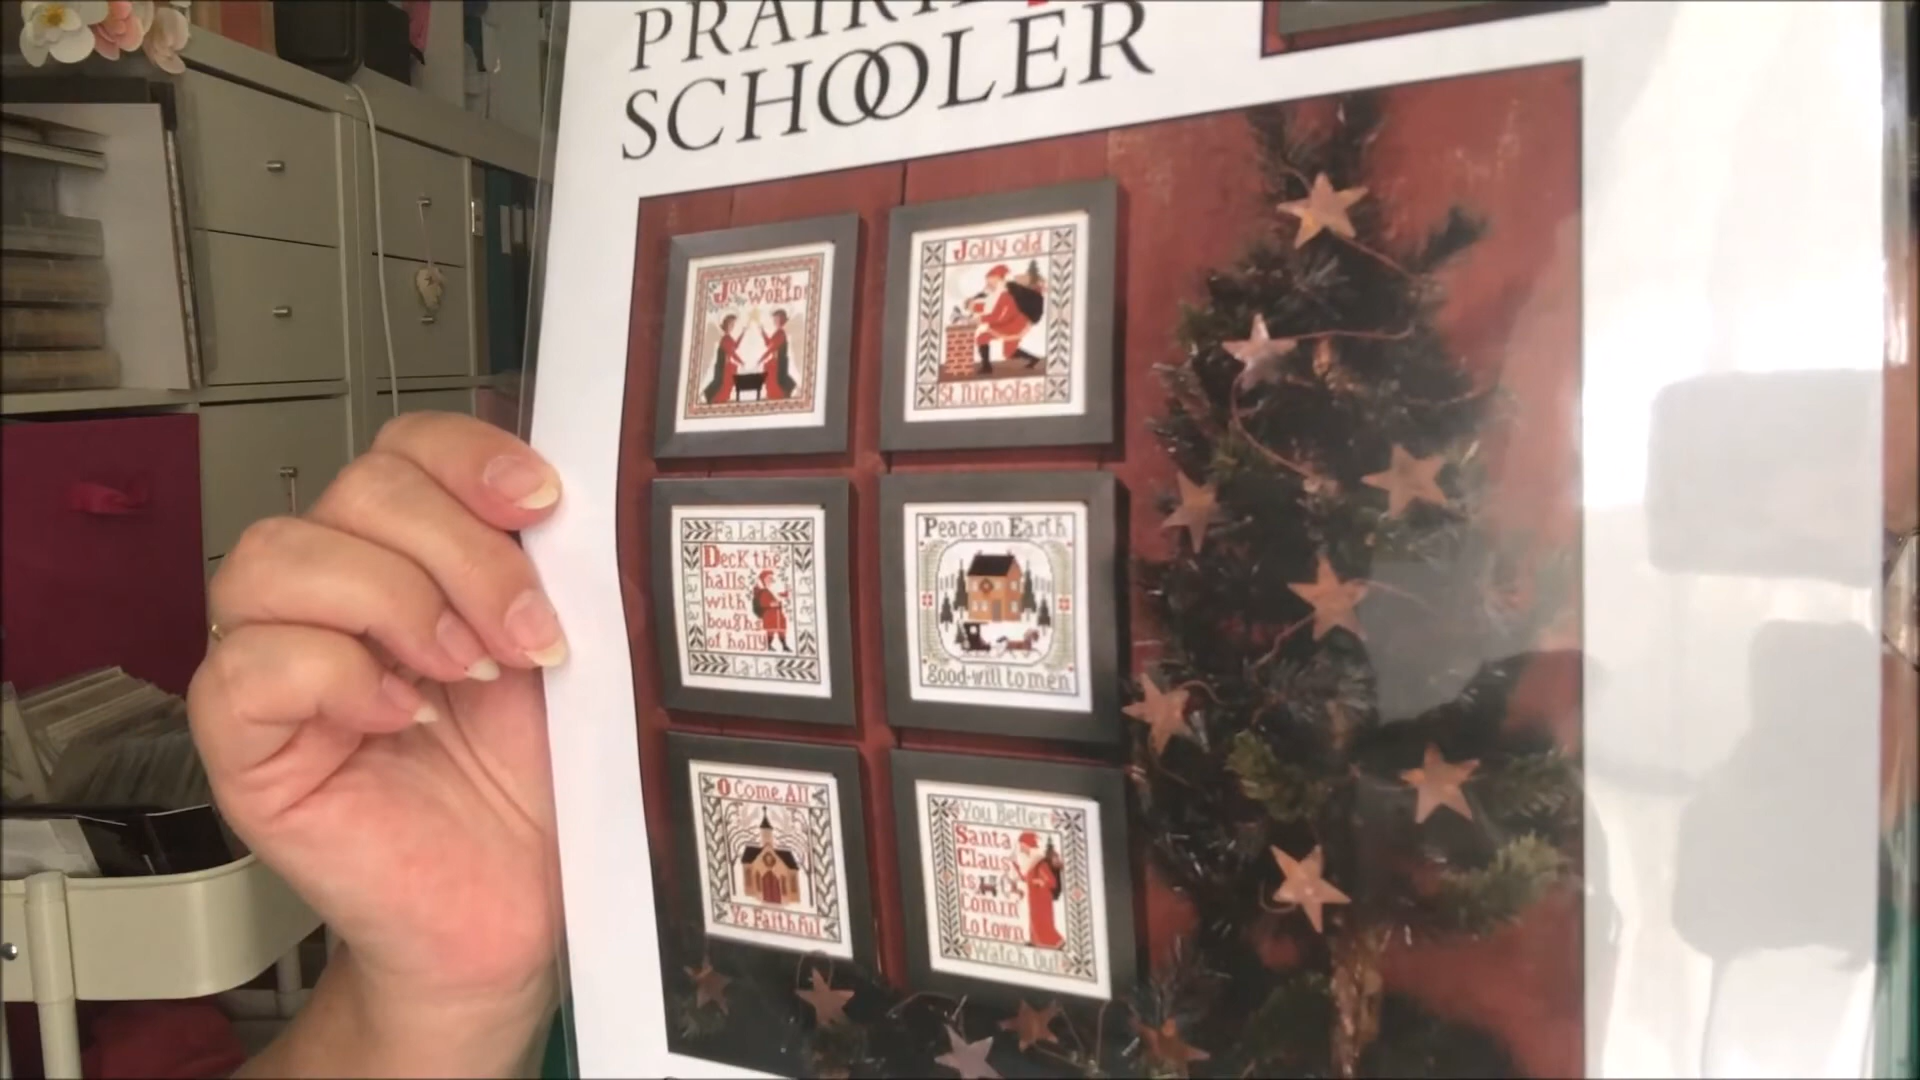 PRAIRIE
SCHOOLER
Joy to the
WORLD!
Jolly old
St Nicholas
Fa La-La
Deck the
halls
with
boughs
of holly
La-La
Peace on Earth
good-will to men
O Come All
Ye Faithful
You Better
Santa
Claus
is
Comin'
to town
Watch Out